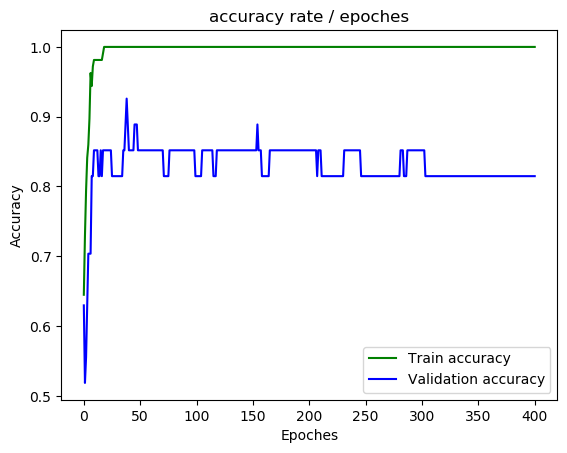 accuracy rate / epoches
1.0
0.9
0.8
0.7
0.6
0.5
Accuracy
Train accuracy
Validation accuracy
0 50 100 150 200 250 300 350 400
Epoches